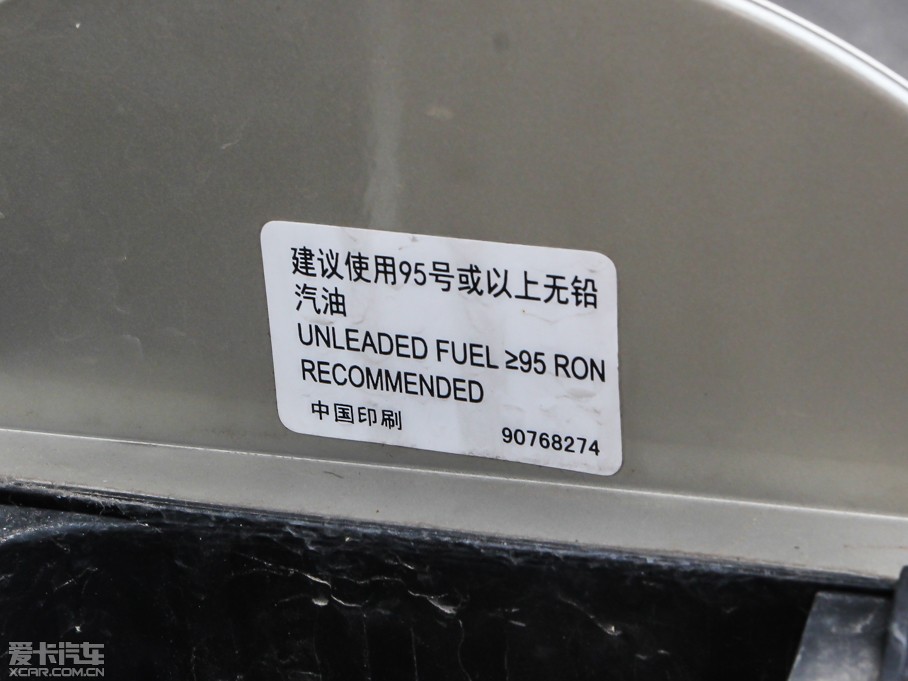 建议使用95号或以上无铅
汽油
UNLEADED FUEL ≥95 RON
RECOMMENDED
中国印刷
90768274
爱卡汽车
XCAR.COM.CN